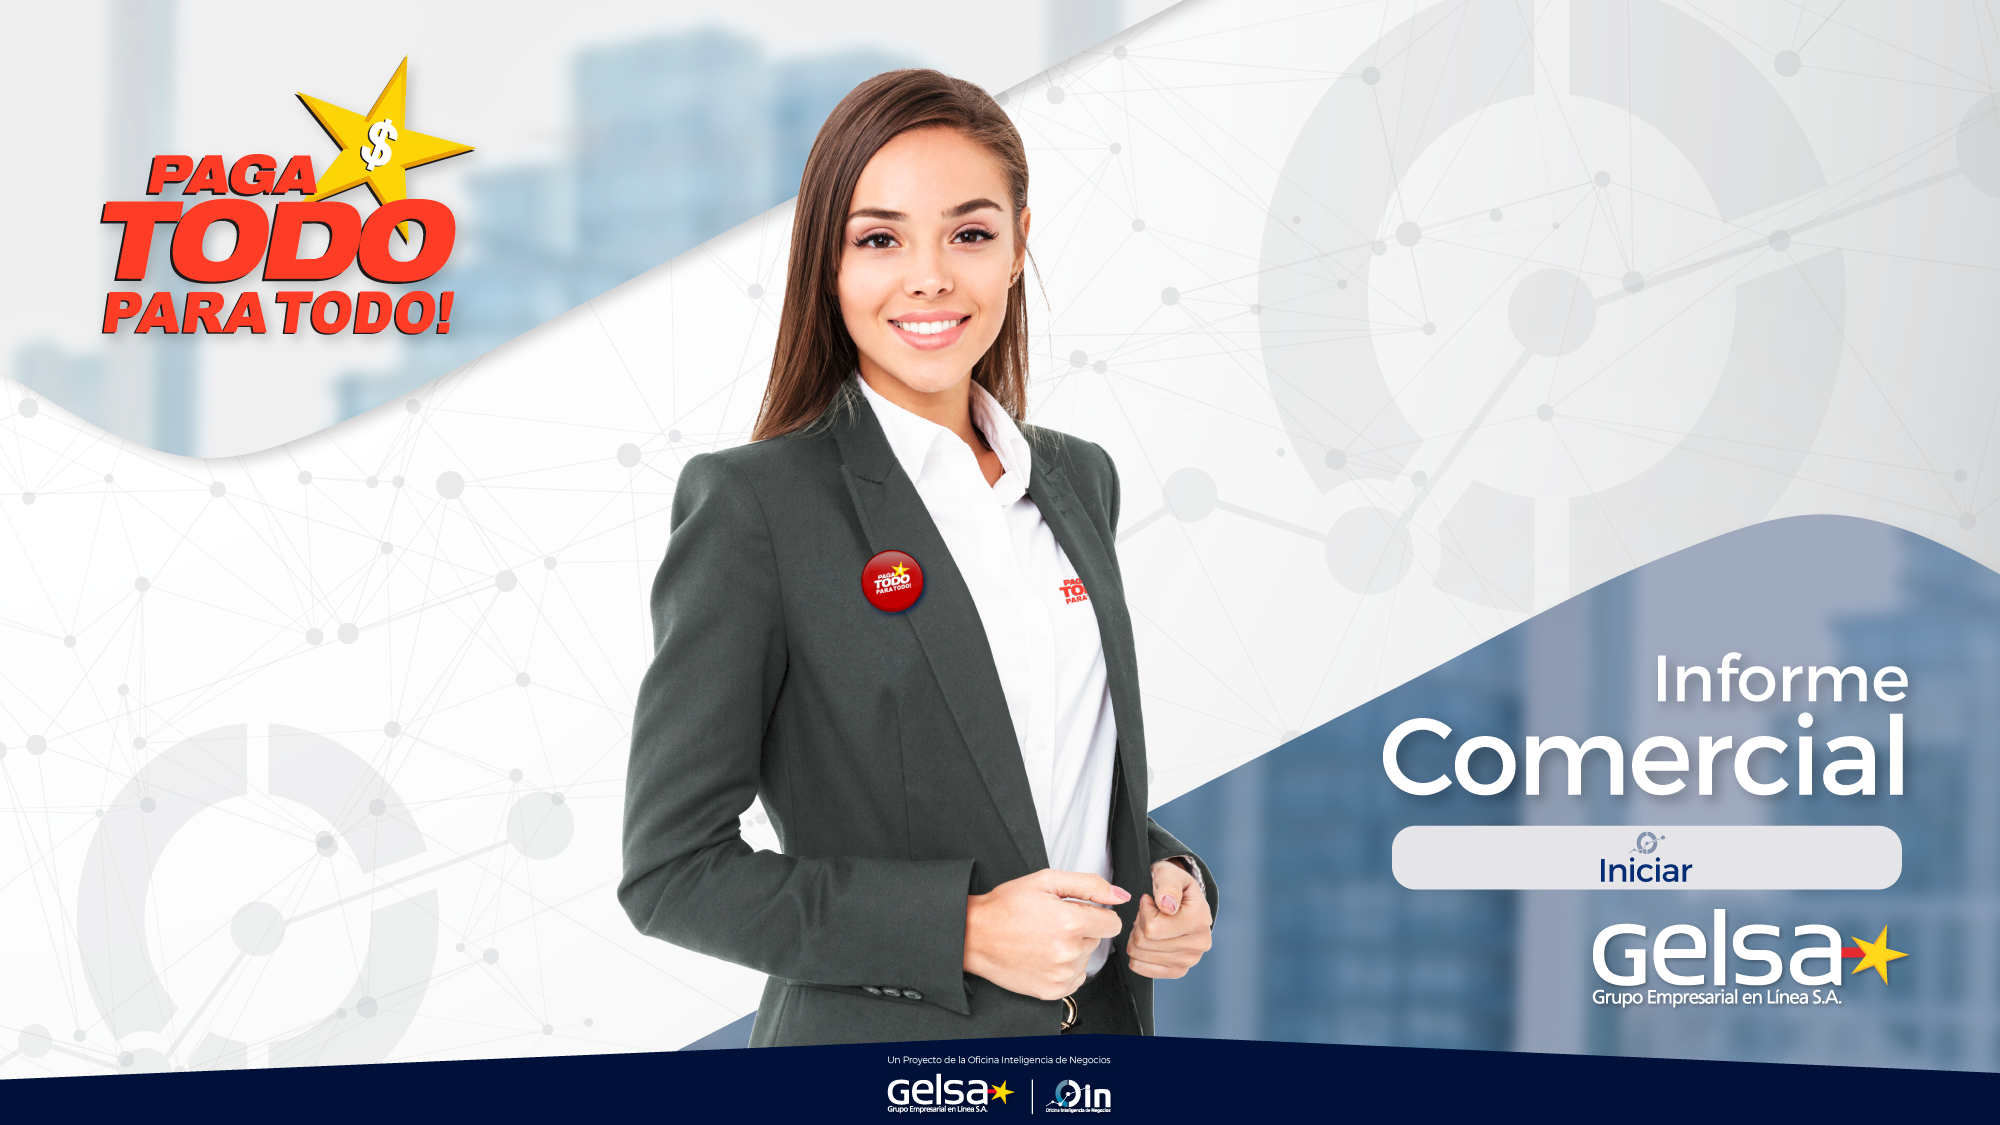 $
PAGA
TODO
PARA TODO!
PAGA
TODO
PARA TODO!
Informe
Comercial
Iniciar
Gelsa
Grupo Empresarial en Línea S.A.
Un Proyecto de la Oficina Inteligencia de Negocios
Gelsa
Grupo Empresarial en Línea S.A.
Oin
Oficina Inteligencia de Negocios